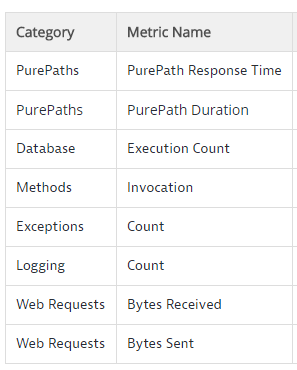 Category Metric Name
PurePaths PurePath Response Time
PurePaths PurePath Duration
Database Execution Count
Methods Invocation
Exceptions Count
Logging Count
Web Requests Bytes Received
Web Requests Bytes Sent